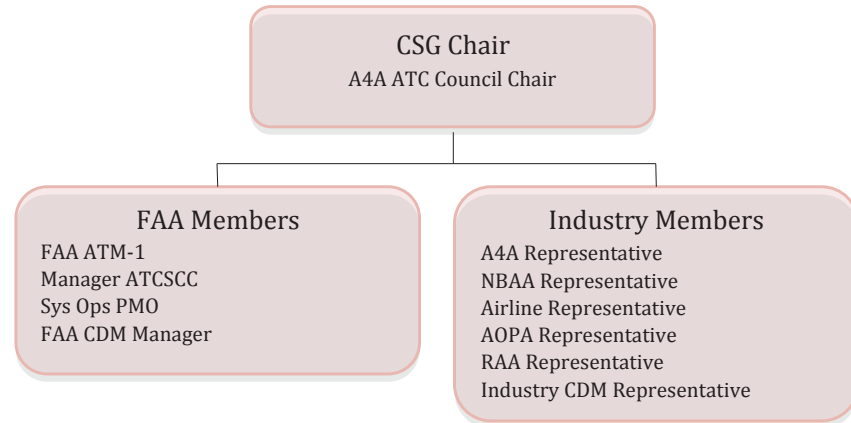 CSG Chair
A4A ATC Council Chair
FAA Members
FAA ATM-1
Manager ATCSCC
Sys Ops PMO
FAA CDM Manager
Industry Members
A4A Representative
NBAA Representative
Airline Representative
AOPA Representative
RAA Representative
Industry CDM Representative